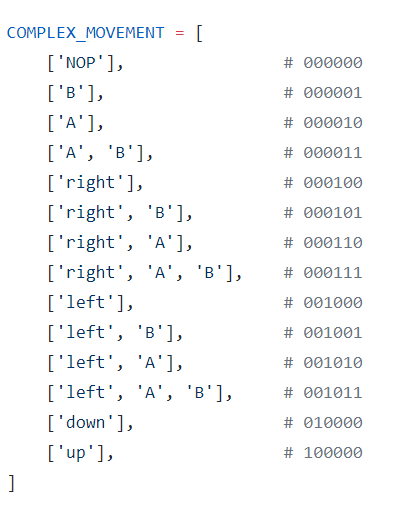 COMPLEX_MOVEMENT = [
    ['NOP'],                # 000000
    ['B'],                  # 000001
    ['A'],                  # 000010
    ['A', 'B'],             # 000011
    ['right'],              # 000100
    ['right', 'B'],         # 000101
    ['right', 'A'],         # 000110
    ['right', 'A', 'B'],    # 000111
    ['left'],               # 001000
    ['left', 'B'],          # 001001
    ['left', 'A'],          # 001010
    ['left', 'A', 'B'],     # 001011
    ['down'],               # 010000
    ['up'],                 # 100000
]